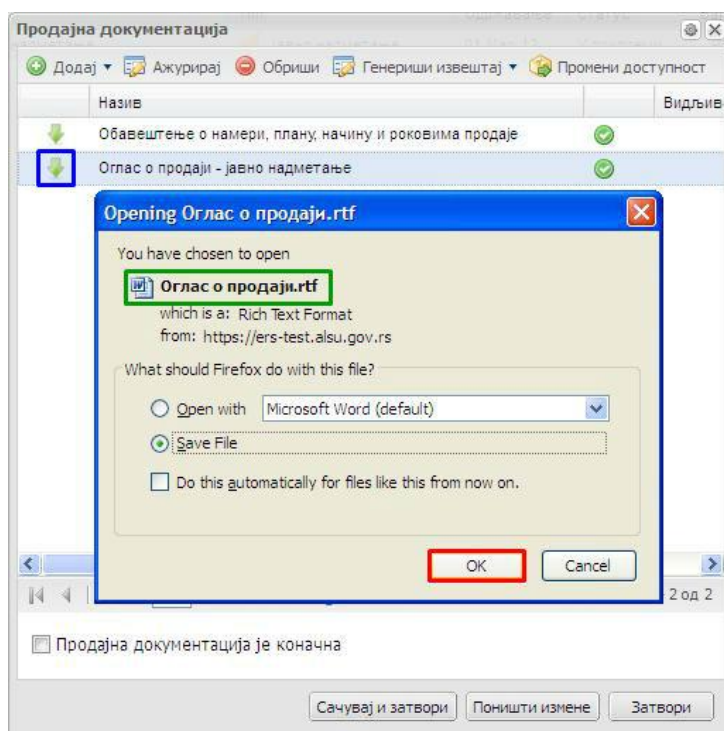 Продајна документација
Додај Ажурирај Обриши Генериши извештај Промени доступност
Назив Видљив
Обавештење о намери, плану, начину и роковима продаје
Оглас о продаји - јавно надметање
Opening Оглас о продаји.rtf
You have chosen to open
Оглас о продаји.rtf
which is a: Rich Text Format
from: https://ers-test.alsu.gov.rs
What should Firefox do with this file?
Open with Microsoft Word (default)
Save File
Do this automatically for files like this from now on.
OK Cancel
2 од 2
Продајна документација је коначна
Сачувај и затвори Поништи измене Затвори